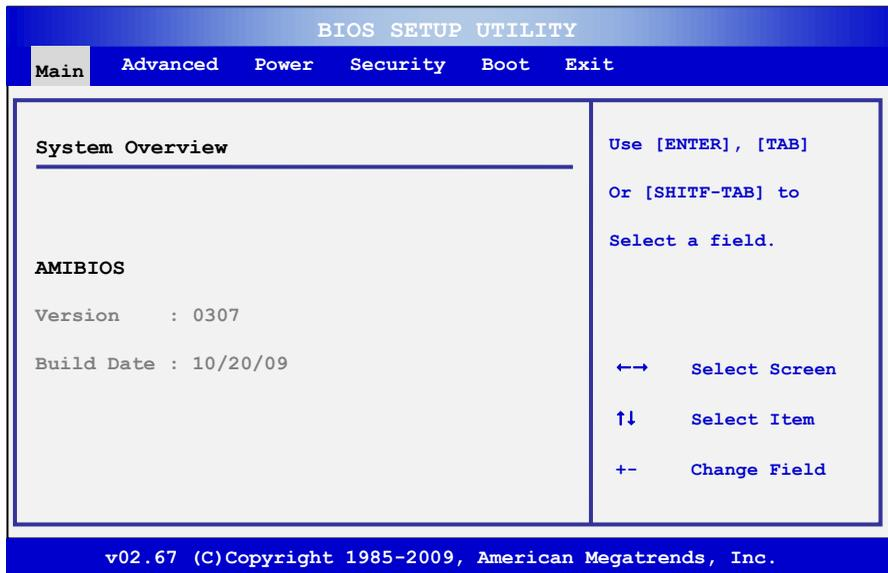 BIOS SETUP UTILITY
Main Advanced Power Security Boot Exit
System Overview
AMIBIOS
Version : 0307
Build Date : 10/20/09
Use [ENTER], [TAB]
Or [SHITF-TAB] to
Select a field.
←→ Select Screen
↑↓ Select Item
+- Change Field
v02.67 (C)Copyright 1985-2009, American Megatrends, Inc.